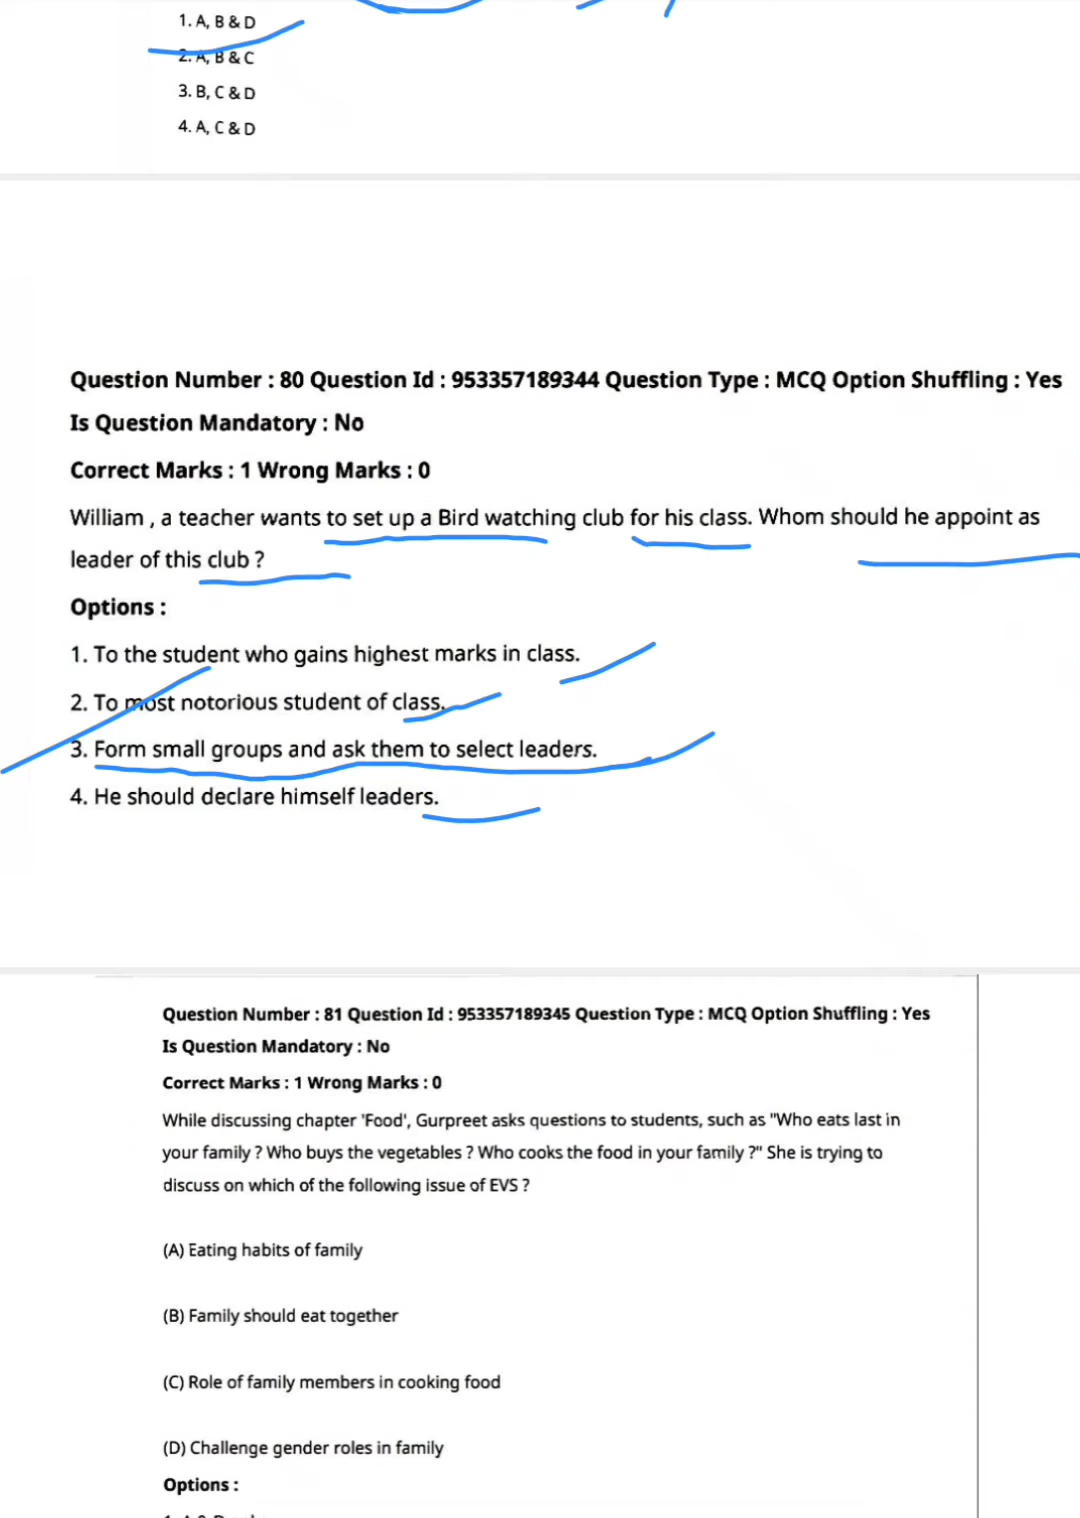 1. A, B & D
2. A, B & C
3. B, C & D
4. A, C & D
Question Number : 80 Question Id : 953357189344 Question Type : MCQ Option Shuffling : Yes
Is Question Mandatory : No
Correct Marks : 1 Wrong Marks : 0
William , a teacher wants to set up a Bird watching club for his class. Whom should he appoint as
leader of this club ?
Options :
1. To the student who gains highest marks in class.
2. To most notorious student of class.
3. Form small groups and ask them to select leaders.
4. He should declare himself leaders.
Question Number : 81 Question Id : 953357189345 Question Type : MCQ Option Shuffling : Yes
Is Question Mandatory : No
Correct Marks : 1 Wrong Marks : 0
While discussing chapter 'Food', Gurpreet asks questions to students, such as "Who eats last in
your family ? Who buys the vegetables ? Who cooks the food in your family ?" She is trying to
discuss on which of the following issue of EVS ?
(A) Eating habits of family
(B) Family should eat together
(C) Role of family members in cooking food
(D) Challenge gender roles in family
Options :